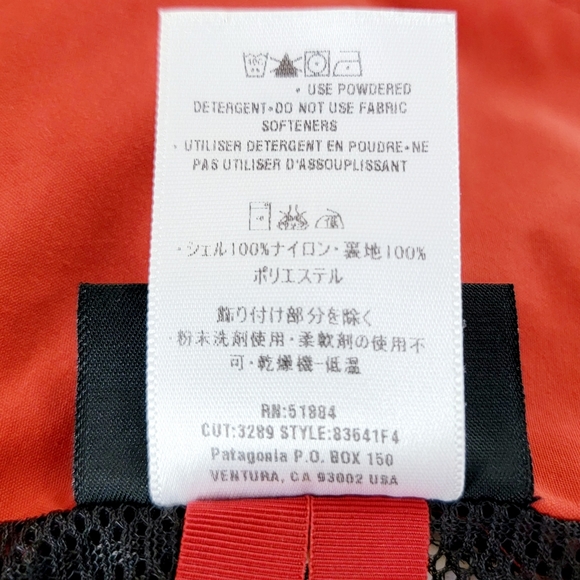 • USE POWDERED
DETERGENT•DO NOT USE FABRIC
SOFTENERS
• UTILISER DETERGENT EN POUDRE•NE
PAS UTILISER D'ASSOUPLISSANT
・シェル100%ナイロン・裏地100%
ポリエステル
飾り付け部分を除く
・粉末洗剤使用・柔軟剤の使用不
可・乾燥機-低温
RN:51884
CUT:3289 STYLE:83641F4
Patagonia P.O. BOX 150
VENTURA, CA 93002 USA